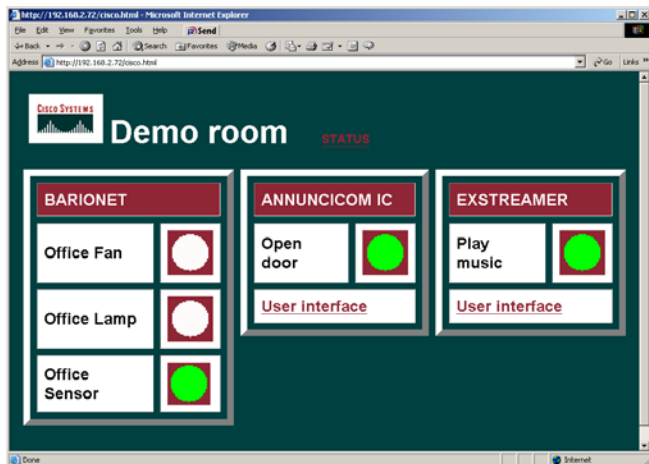 http://192.168.2.72/cisco.html - Microsoft Internet Explorer
File Edit View Favorites Tools Help Send
Back Search Favorites Media
Address http://192.168.2.72/cisco.html Go Links »
CISCO SYSTEMS
Demo room STATUS
BARIONET
Office Fan
Office Lamp
Office
Sensor
ANNUNCICOM IC
Open
door
User interface
EXSTREAMER
Play
music
User interface
Done Internet